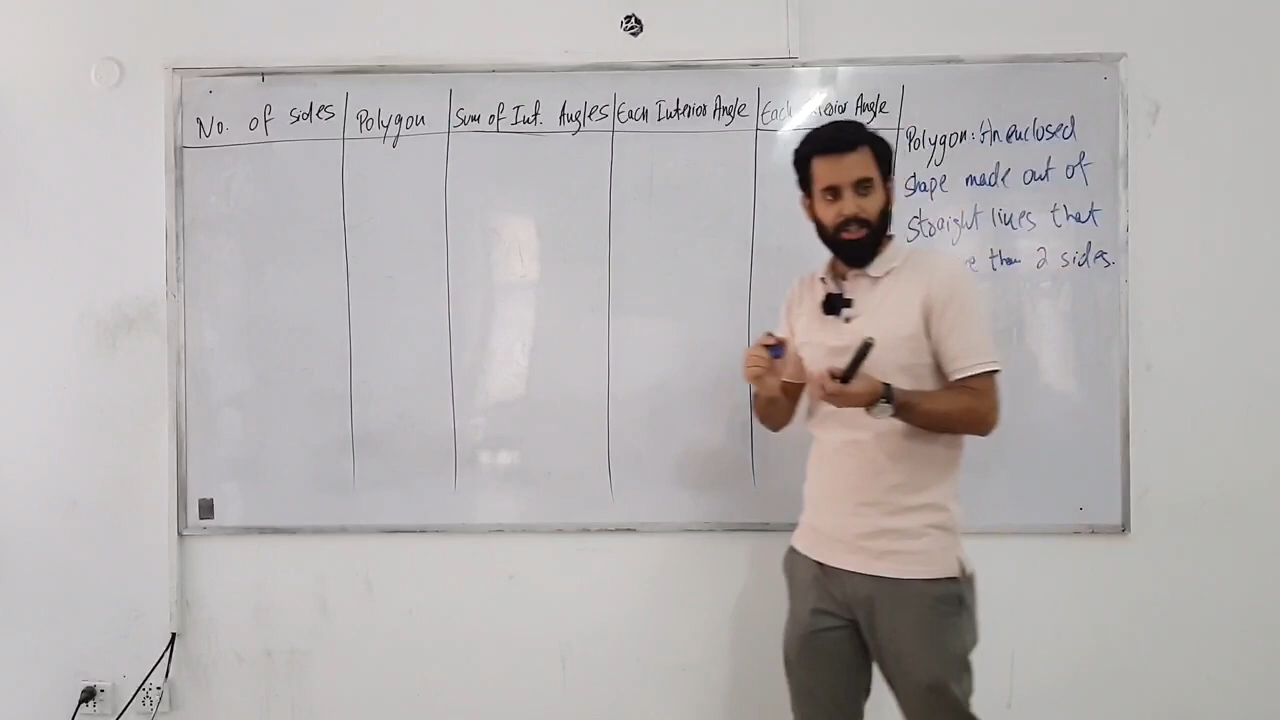 No. of sides Polygon Sum of Int. Angles Each Interior Angle Each Angle
Polygon: An enclosed
shape made out of
straight lines that
than 2 sides.